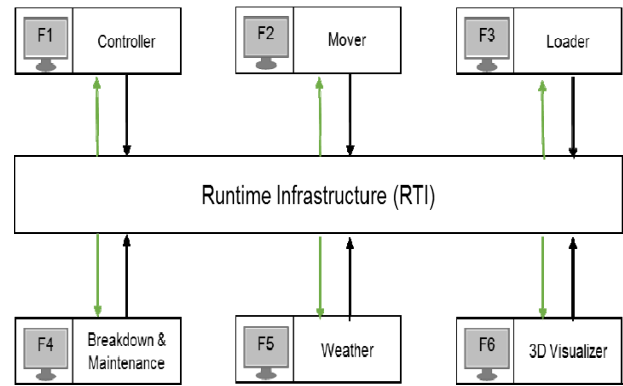 F1 Controller
F2 Mover
F3 Loader
Runtime Infrastructure (RTI)
F4 Breakdown &
Maintenance
F5 Weather
F6 3D Visualizer